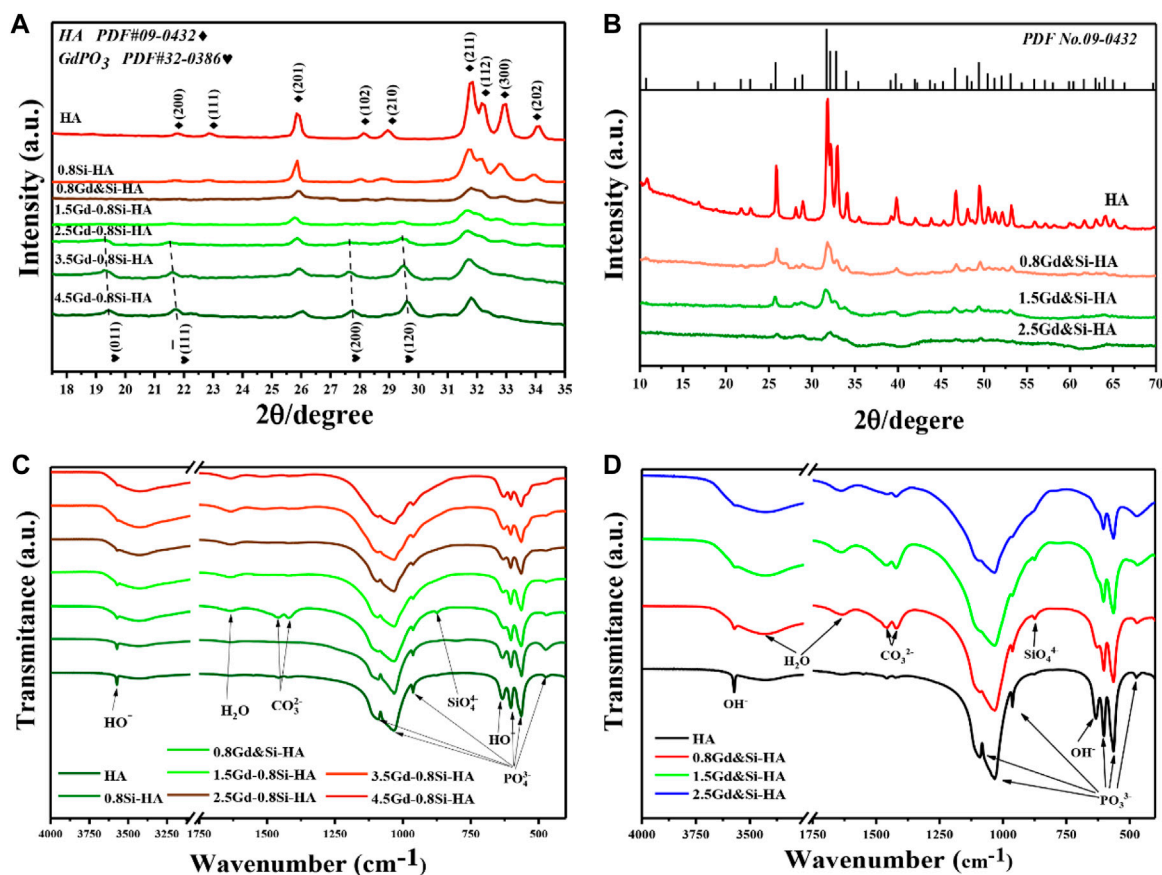 A
HA PDF#09-0432♦
GdPO3 PDF#32-0386♥
HA
♦(200)
♦(111)
♦(201)
♦(102)
♦(210)
♦(211)
♦(112)
♦(300)
♦(202)
0.8Si-HA
0.8Gd&Si-HA
1.5Gd-0.8Si-HA
2.5Gd-0.8Si-HA
3.5Gd-0.8Si-HA
4.5Gd-0.8Si-HA
♥(011)
♥(111)
♥(200)
♥(120)
Intensity (a.u.)
18 19 20 21 22 23 24 25 26 27 28 29 30 31 32 33 34 35
2θ/degree
B
PDF No.09-0432
HA
0.8Gd&Si-HA
1.5Gd&Si-HA
2.5Gd&Si-HA
Intensity (a.u.)
10 15 20 25 30 35 40 45 50 55 60 65 70
2θ/degere
C
Transmitance (a.u.)
HO⁻
H2O
CO3²⁻
SiO4⁴⁻
HO⁻
PO4³⁻
HA
0.8Si-HA
0.8Gd&Si-HA
1.5Gd-0.8Si-HA
2.5Gd-0.8Si-HA
3.5Gd-0.8Si-HA
4.5Gd-0.8Si-HA
4000 3750 3500 3250 1750 1500 1250 1000 750 500
Wavenumber (cm⁻¹)
D
Transmitance (a.u.)
OH⁻
H2O
CO3²⁻
SiO4⁴⁻
OH⁻
PO3³⁻
HA
0.8Gd&Si-HA
1.5Gd&Si-HA
2.5Gd&Si-HA
4000 3750 3500 3250 1750 1500 1250 1000 750 500
Wavenumber (cm⁻¹)